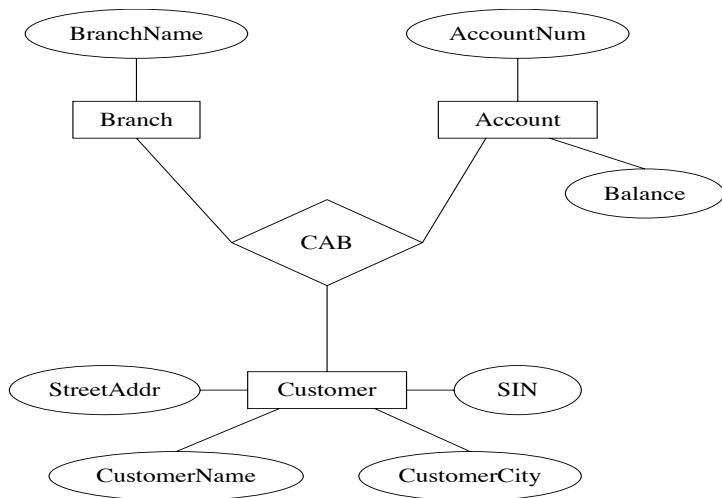 BranchName
AccountNum
Branch
Account
Balance
CAB
StreetAddr
Customer
SIN
CustomerName
CustomerCity